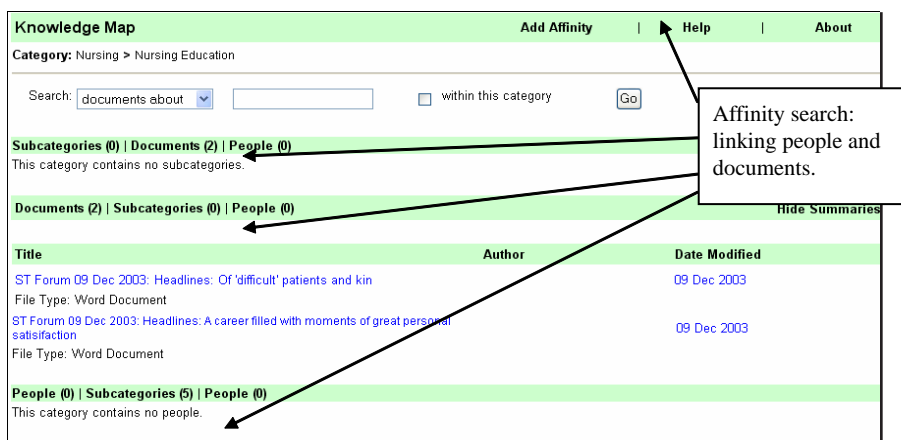 Knowledge Map Add Affinity | Help | About
Category: Nursing > Nursing Education
Search: documents about within this category Go
Affinity search:
linking people and
documents.
Subcategories (0) | Documents (2) | People (0)
This category contains no subcategories.
Documents (2) | Subcategories (0) | People (0) Hide Summaries
Title Author Date Modified
ST Forum 09 Dec 2003: Headlines: Of 'difficult' patients and kin 09 Dec 2003
File Type: Word Document
ST Forum 09 Dec 2003: Headlines: A career filled with moments of great personal
satisifaction 09 Dec 2003
File Type: Word Document
People (0) | Subcategories (5) | People (0)
This category contains no people.